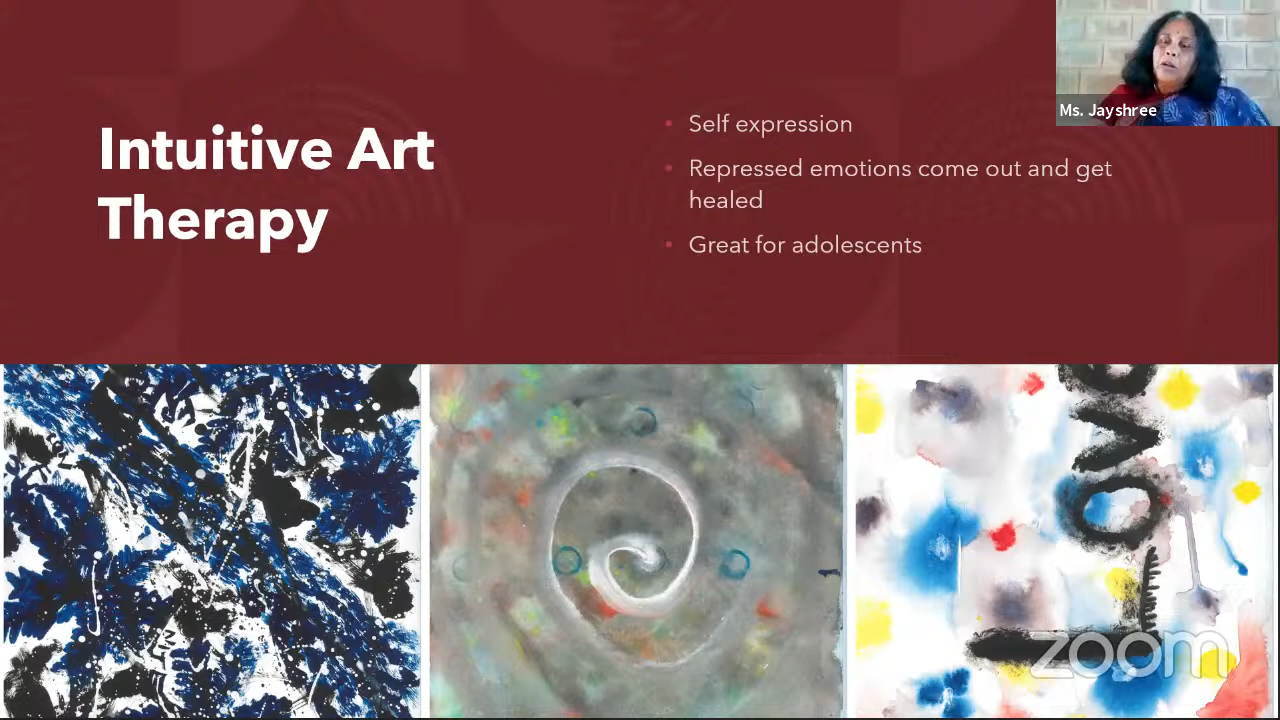 Intuitive Art
Therapy
• Self expression
• Repressed emotions come out and get
healed
• Great for adolescents
Ms. Jayshree
I LOVE
zoom